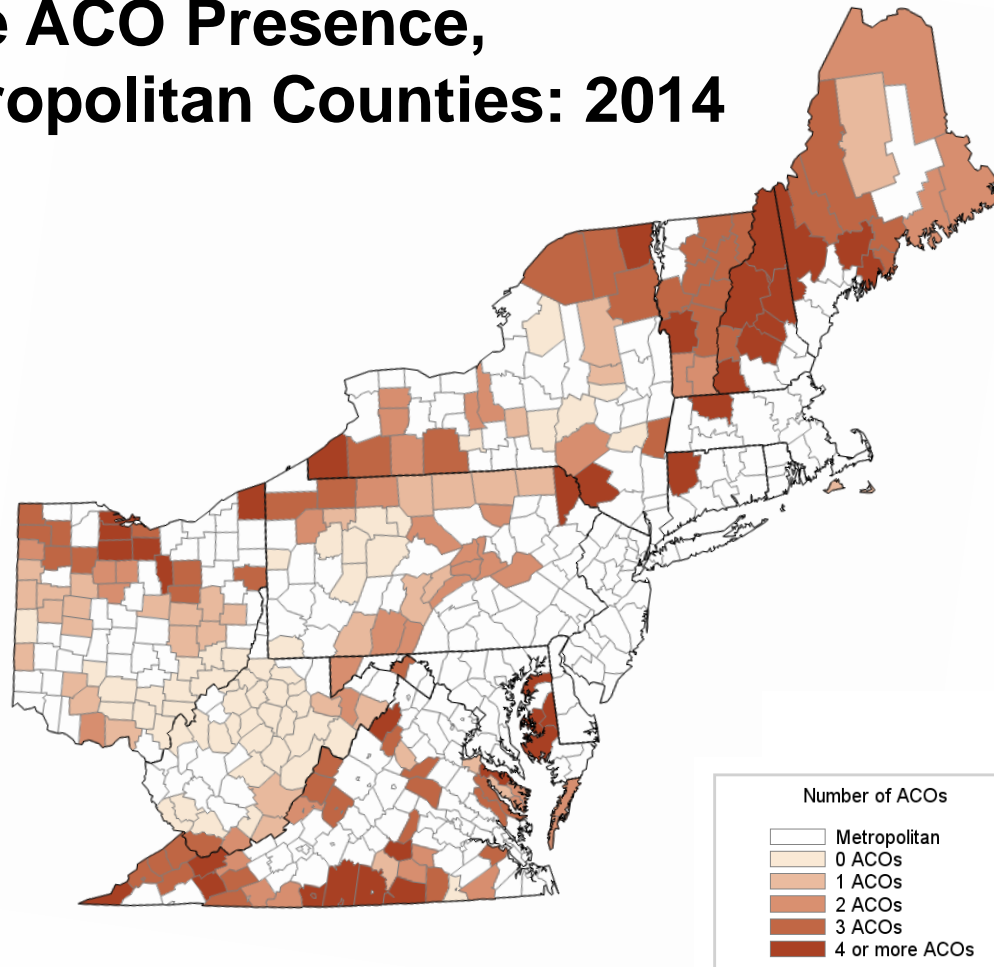 e ACO Presence,
ropolitan Counties: 2014
Number of ACOs
Metropolitan
0 ACOs
1 ACOs
2 ACOs
3 ACOs
4 or more ACOs